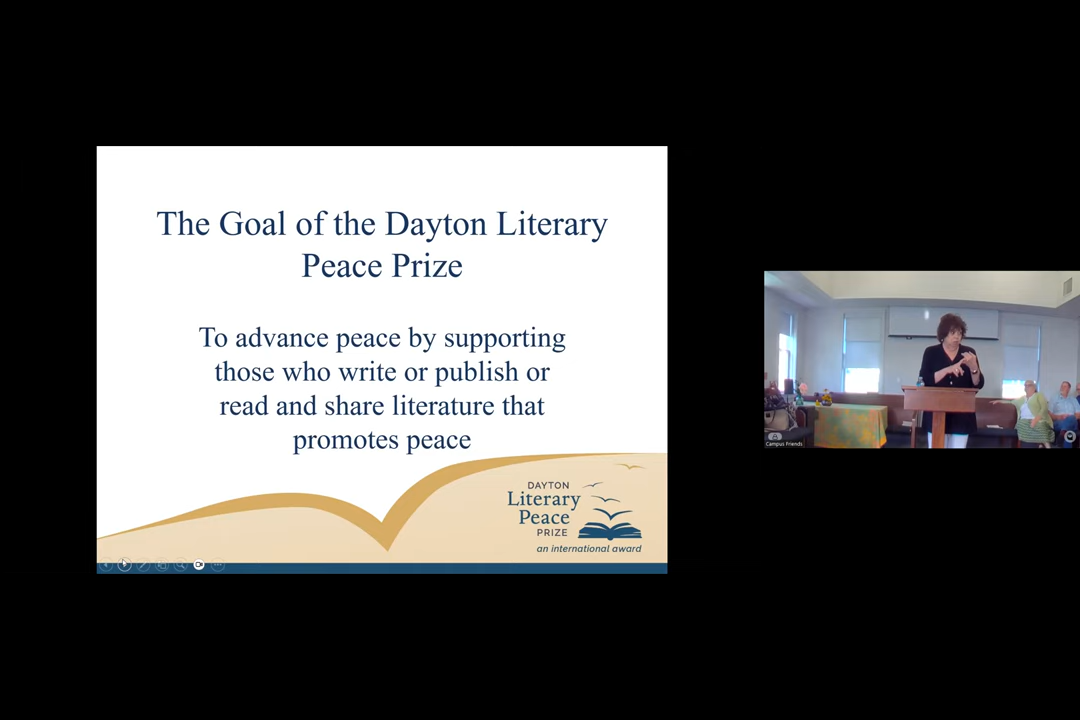 The Goal of the Dayton Literary
Peace Prize
To advance peace by supporting
those who write or publish or
read and share literature that
promotes peace
DAYTON
Literary
Peace
PRIZE
an international award
Campus Friends